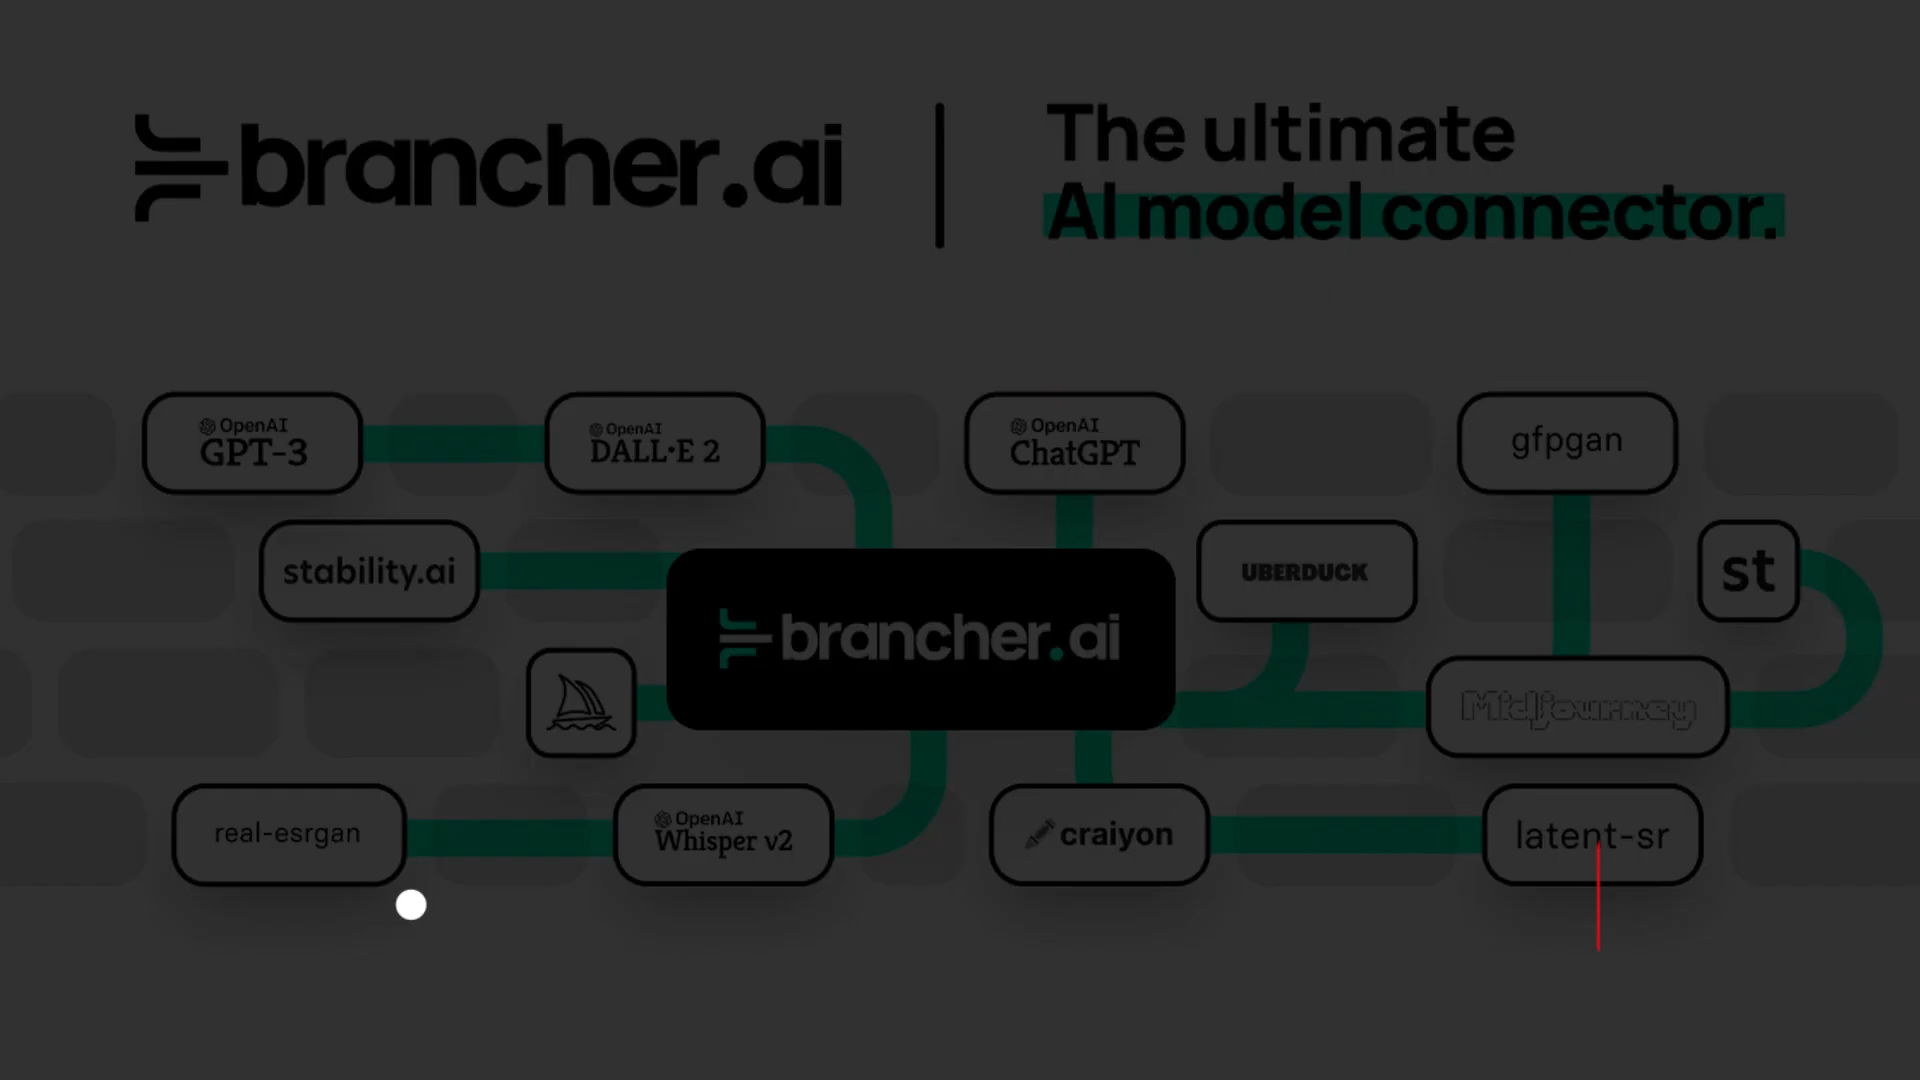 brancher.ai
The ultimate
AI model connector.
OpenAI
GPT-3
OpenAI
DALL·E 2
OpenAI
ChatGPT
gfpgan
stability.ai
UBERDUCK
st
brancher.ai
Midjourney
real-esrgan
OpenAI
Whisper v2
craiyon
latent-sr